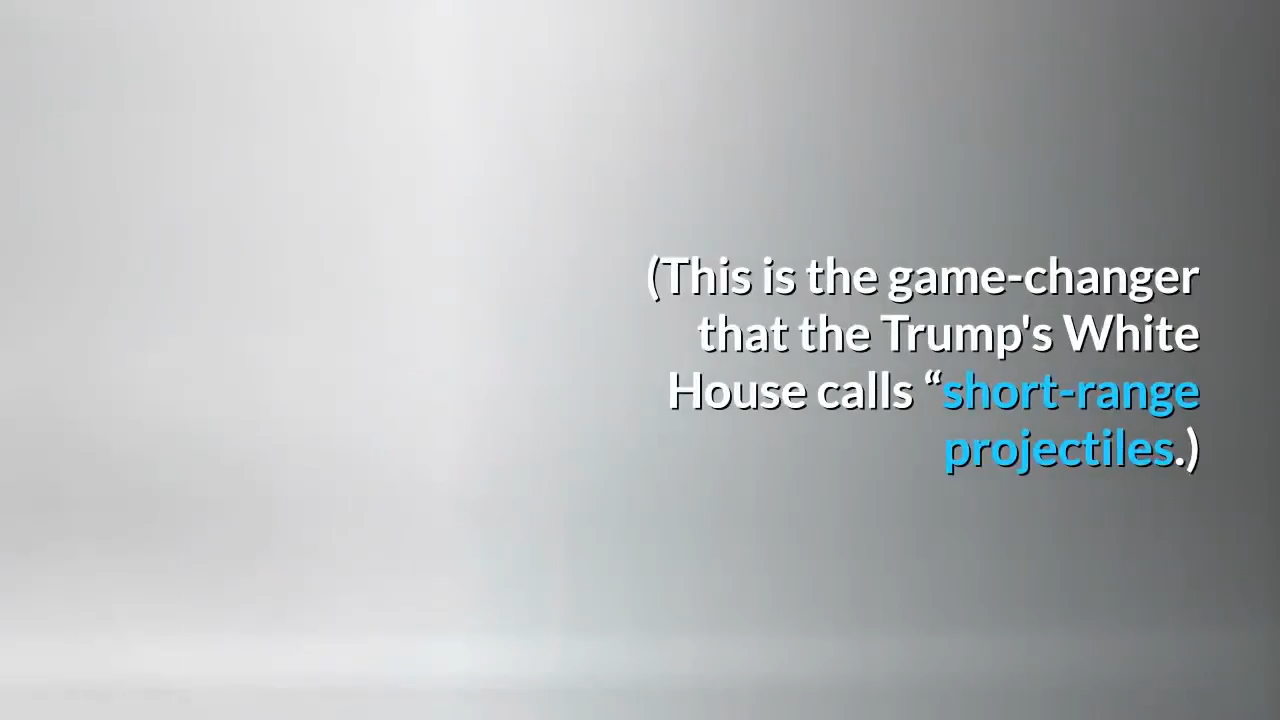 (This is the game-changer
that the Trump's White
House calls “short-range
projectiles.)